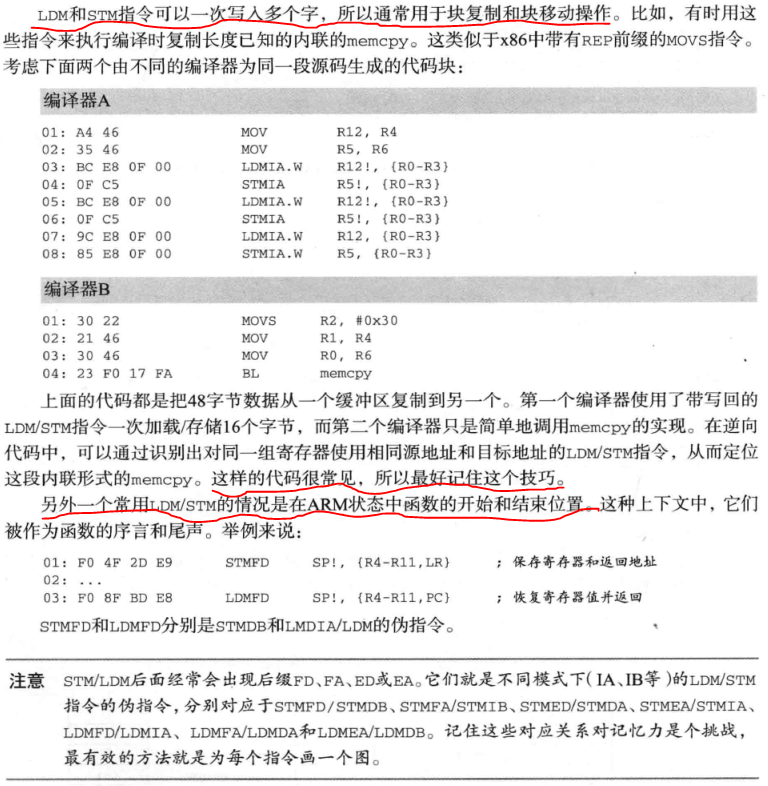 LDM和STM指令可以一次写入多个字，所以通常用于块复制和块移动操作。比如，有时用这
些指令来执行编译时复制长度已知的内联的memcpy。这类似于x86中带有REP前缀的MOVS指令。
考虑下面两个由不同的编译器为同一段源码生成的代码块：
编译器A
01: A4 46 MOV R12, R4
02: 35 46 MOV R5, R6
03: BC E8 0F 00 LDMIA.W R12!, {R0-R3}
04: 0F C5 STMIA R5!, {R0-R3}
05: BC E8 0F 00 LDMIA.W R12!, {R0-R3}
06: 0F C5 STMIA R5!, {R0-R3}
07: 9C E8 0F 00 LDMIA.W R12, {R0-R3}
08: 85 E8 0F 00 STMIA.W R5, {R0-R3}
编译器B
01: 30 22 MOVS R2, #0x30
02: 21 46 MOV R1, R4
03: 30 46 MOV R0, R6
04: 23 F0 17 FA BL memcpy
上面的代码都是把48字节数据从一个缓冲区复制到另一个。第一个编译器使用了带写回的
LDM/STM指令一次加载/存储16个字节，而第二个编译器只是简单地调用memcpy的实现。在逆向
代码中，可以通过识别出对同一组寄存器使用相同源地址和目标地址的LDM/STM指令，从而定位
这段内联形式的memcpy。这样的代码很常见，所以最好记住这个技巧。
另外一个常用LDM/STM的情况是在ARM状态中函数的开始和结束位置。这种上下文中，它们
被作为函数的序言和尾声。举例来说：
01: F0 4F 2D E9 STMFD SP!, {R4-R11,LR} ; 保存寄存器和返回地址
02: ...
03: F0 8F BD E8 LDMFD SP!, {R4-R11,PC} ; 恢复寄存器值并返回
STMFD和LDMFD分别是STMDB和LMDIA/LDM的伪指令。
注意 STM/LDM后面经常会出现后缀FD、FA、ED或EA。它们就是不同模式下（IA、IB等）的LDM/STM
指令的伪指令，分别对应于STMFD/STMDB、STMFA/STMIB、STMED/STMDA、STMEA/STMIA、
LDMFD/LDMIA、LDMFA/LDMDA和LDMEA/LDMDB。记住这些对应关系对记忆力是个挑战，
最有效的方法就是为每个指令画一个图。